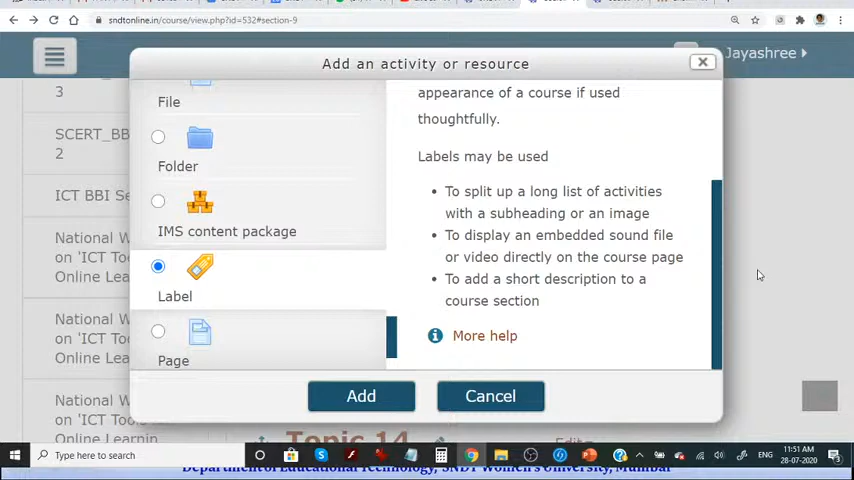 sndtonline.in/course/view.php?id=532#section-9
Jayashree
Add an activity or resource
3
SCERT_BB
2
ICT BBI Se
National W
on 'ICT Too
Online Lea
National W
on 'ICT Too
Online Lea
National W
on 'ICT Tools
Online Learnin
File
Folder
IMS content package
Label
Page
appearance of a course if used
thoughtfully.
Labels may be used
• To split up a long list of activities
with a subheading or an image
• To display an embedded sound file
or video directly on the course page
• To add a short description to a
course section
More help
Add
Cancel
Topic 14
Edit
Type here to search
ENG
11:51 AM
28-07-2020
3
Department of Educational Technology, SNDT Women's University, Mumbai